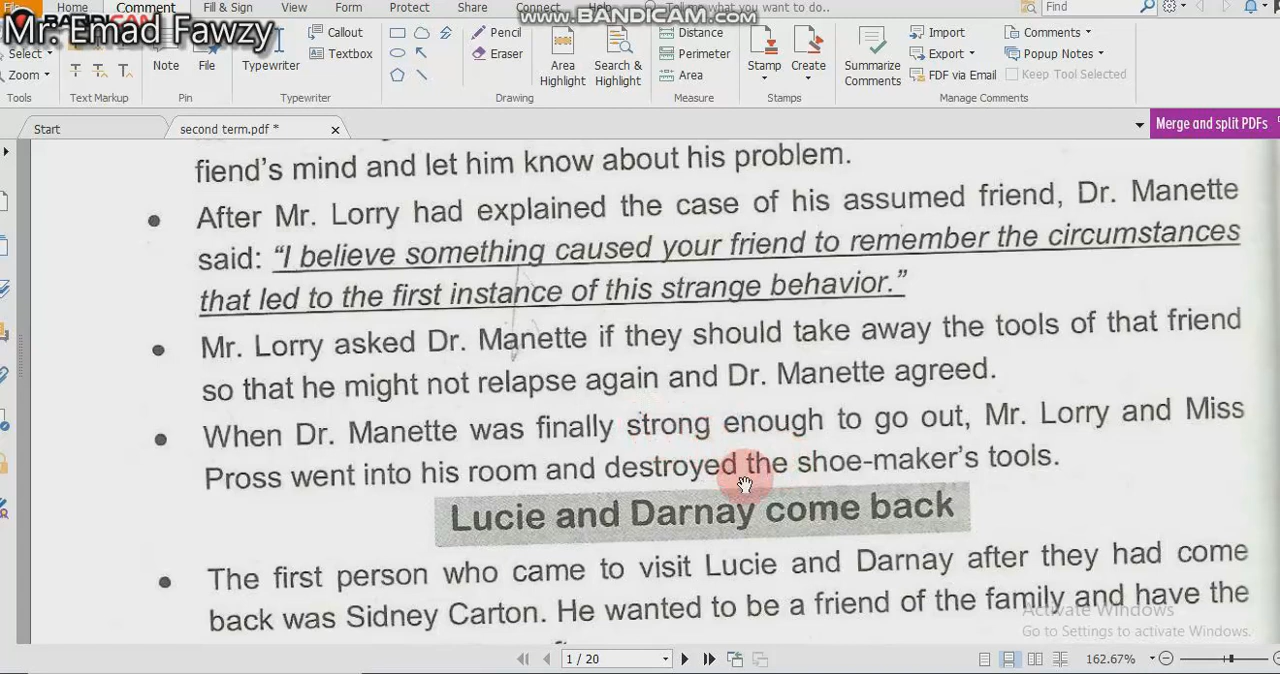 File Home Comment Fill & Sign View Form Protect Share Connect Help Tell me what you want to do.. Find
www.BANDICAM.com
BANDICAM
Mr. Emad Fawzy
Select
Zoom
Note
File
Typewriter
Callout
Textbox
Pencil
Eraser
Area Highlight
Search & Highlight
Distance
Perimeter
Area
Stamp
Create
Summarize Comments
Import
Export
FDF via Email
Comments
Popup Notes
Keep Tool Selected
Tools Text Markup Pin Typewriter Drawing Measure Stamps Manage Comments
Start second term.pdf * Merge and split PDFs
fiend's mind and let him know about his problem.
• After Mr. Lorry had explained the case of his assumed friend, Dr. Manette
said: “I believe something caused your friend to remember the circumstances
that led to the first instance of this strange behavior.”
• Mr. Lorry asked Dr. Manette if they should take away the tools of that friend
so that he might not relapse again and Dr. Manette agreed.
• When Dr. Manette was finally strong enough to go out, Mr. Lorry and Miss
Pross went into his room and destroyed the shoe-maker's tools.
Lucie and Darnay come back
• The first person who came to visit Lucie and Darnay after they had come
back was Sidney Carton. He wanted to be a friend of the family and have the
Activate Windows
Go to Settings to activate Windows.
1 / 20
162.67%